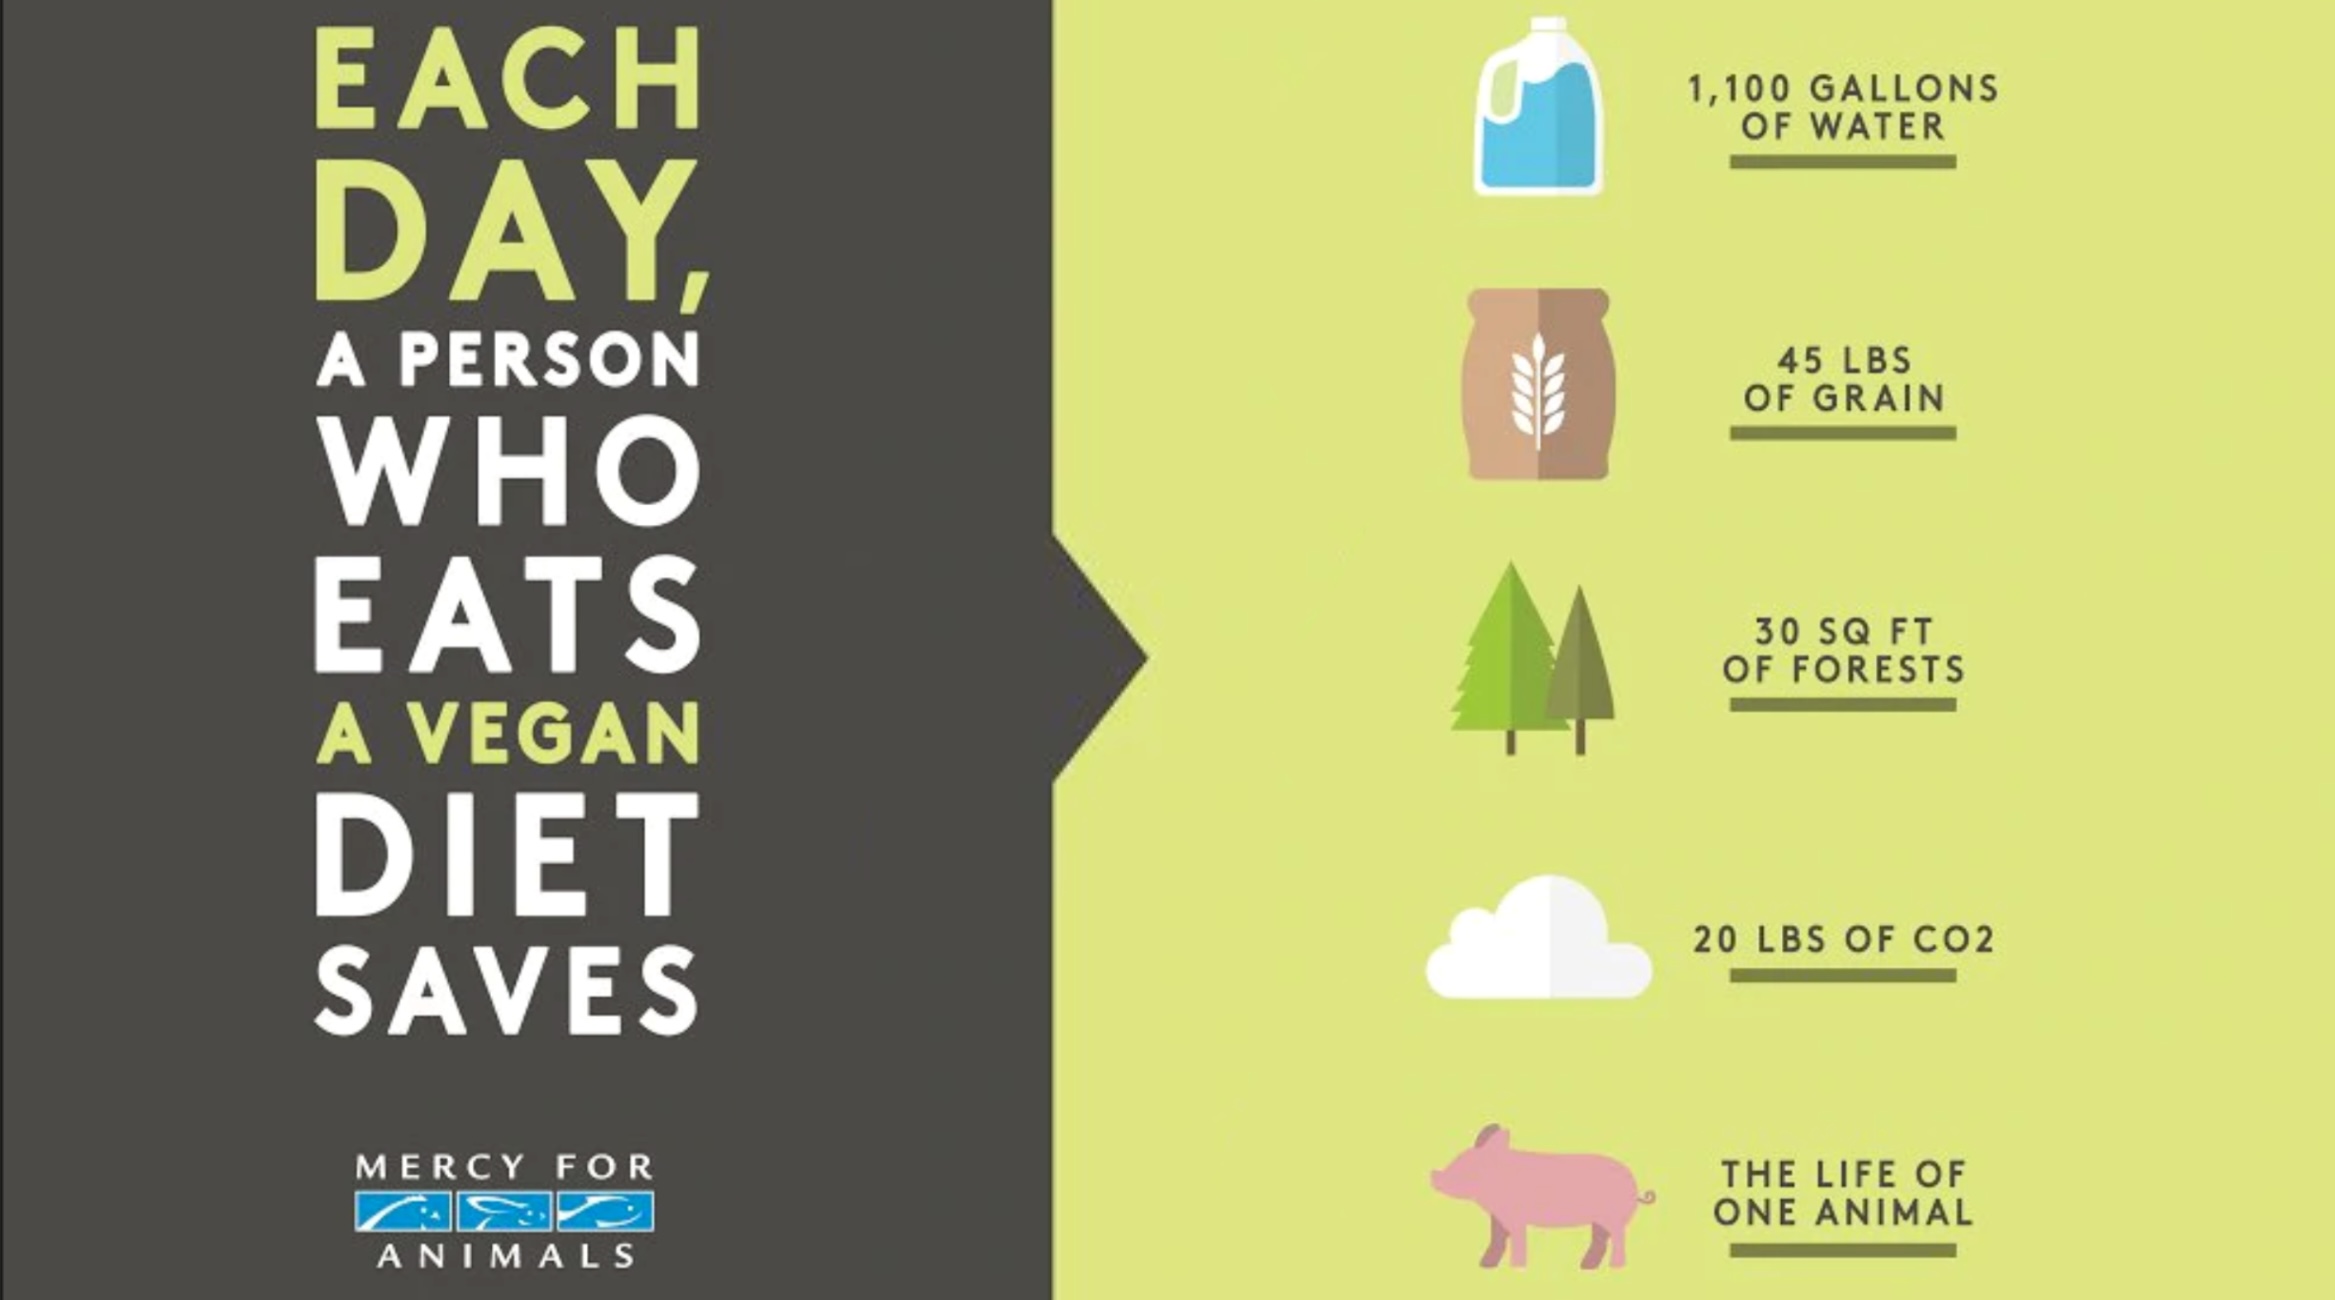 EACH
DAY,
A PERSON
WHO
EATS
A VEGAN
DIET
SAVES
MERCY FOR
ANIMALS
1,100 GALLONS
OF WATER
45 LBS
OF GRAIN
30 SQ FT
OF FORESTS
20 LBS OF CO2
THE LIFE OF
ONE ANIMAL